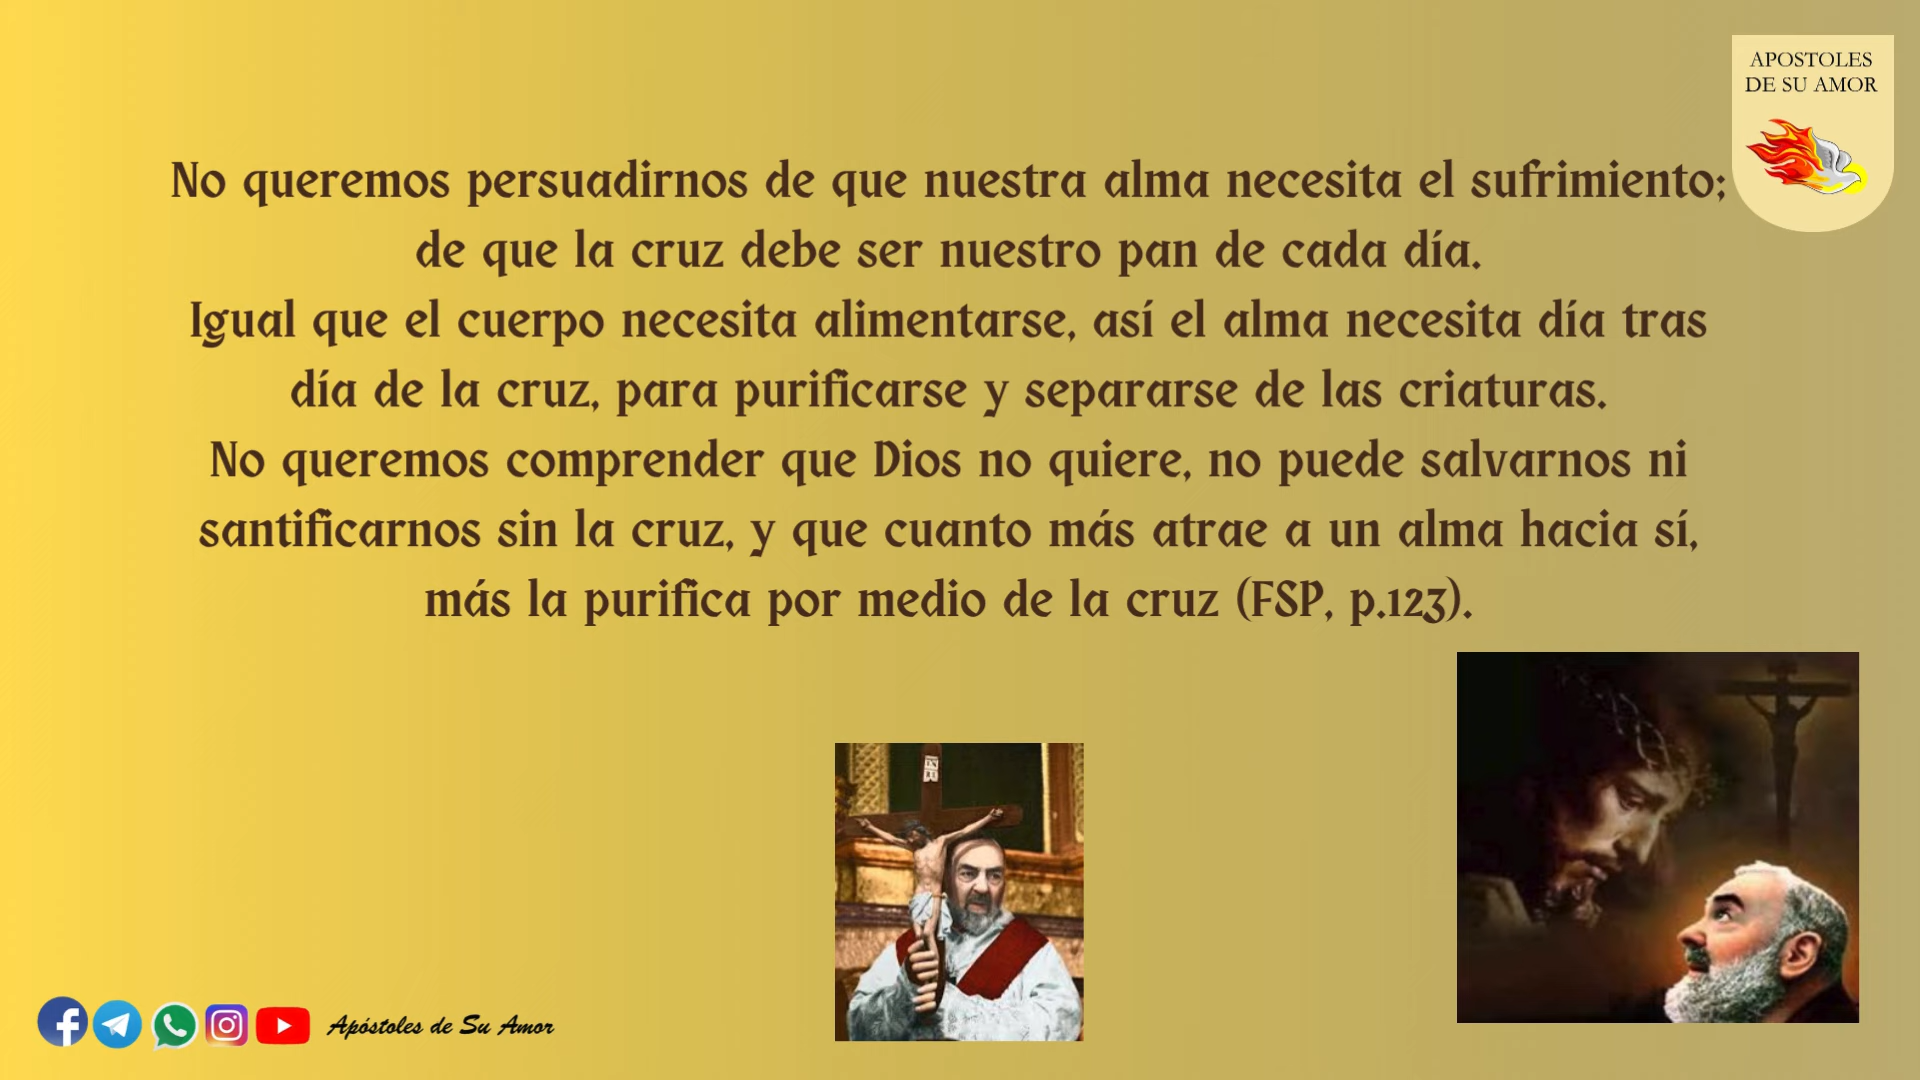 APOSTOLES
DE SU AMOR
No queremos persuadirnos de que nuestra alma necesita el sufrimiento;
de que la cruz debe ser nuestro pan de cada día.
Igual que el cuerpo necesita alimentarse, así el alma necesita día tras
día de la cruz, para purificarse y separarse de las criaturas.
No queremos comprender que Dios no quiere, no puede salvarnos ni
santificarnos sin la cruz, y que cuanto más atrae a un alma hacia sí,
más la purifica por medio de la cruz (FSP, p.123).
Apóstoles de Su Amor